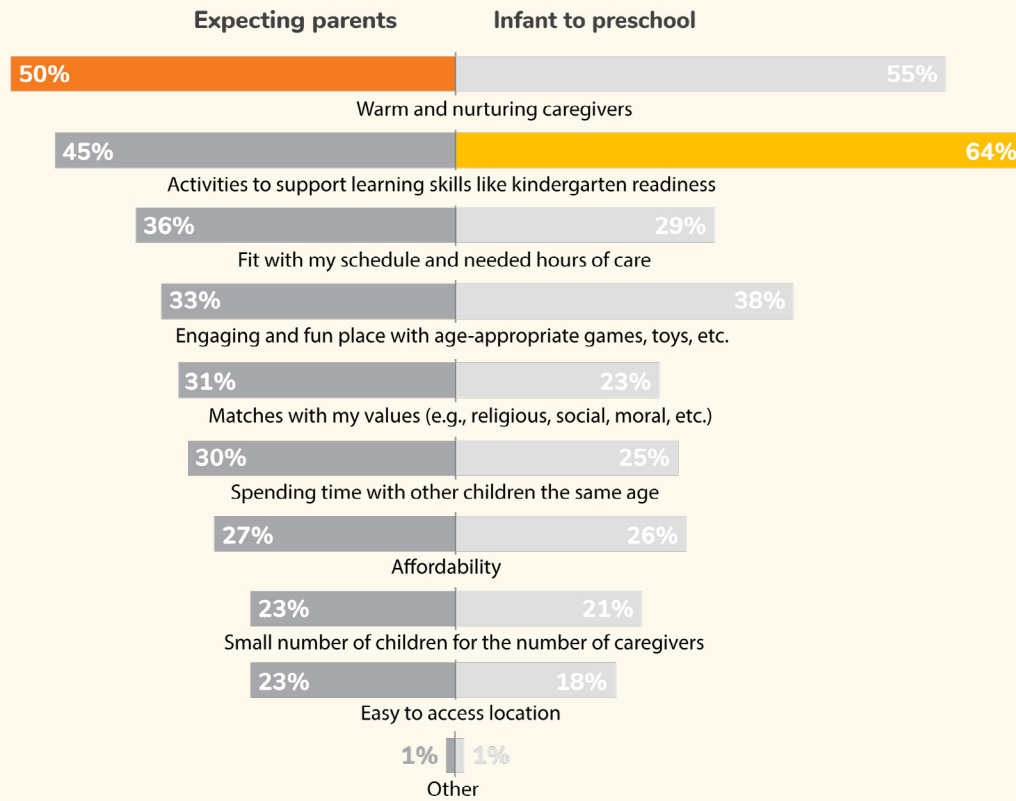 Expecting parents Infant to preschool
50% 55%
Warm and nurturing caregivers
45% 64%
Activities to support learning skills like kindergarten readiness
36% 29%
Fit with my schedule and needed hours of care
33% 38%
Engaging and fun place with age-appropriate games, toys, etc.
31% 23%
Matches with my values (e.g., religious, social, moral, etc.)
30% 25%
Spending time with other children the same age
27% 26%
Affordability
23% 21%
Small number of children for the number of caregivers
23% 18%
Easy to access location
1% 1%
Other